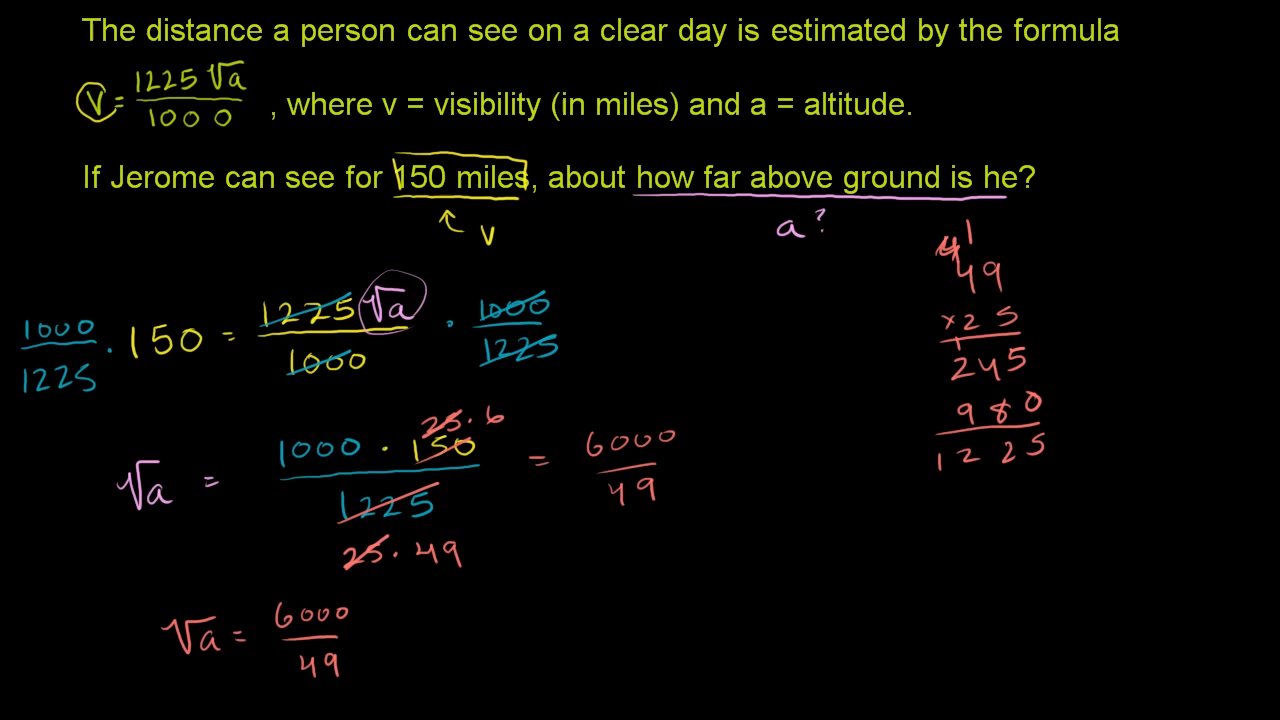 The distance a person can see on a clear day is estimated by the formula
v = 1225 √a / 1000 , where v = visibility (in miles) and a = altitude.
If Jerome can see for 150 miles, about how far above ground is he?
v
a?
1000/1225 · 150 = 1225 √a / 1000 · 1000/1225
√a = 1000 · 150 / 1225 = 6000/49
25 · 6
25 · 49
√a = 6000/49
4 1
49
× 25
1
245
980
1225